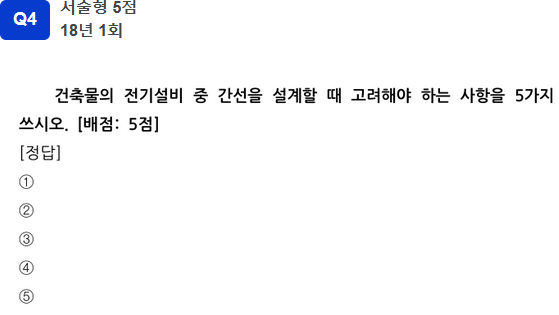 Q4
서술형 5점
18년 1회
건축물의 전기설비 중 간선을 설계할 때 고려해야 하는 사항을 5가지
쓰시오. [배점: 5점]
[정답]
①
②
③
④
⑤